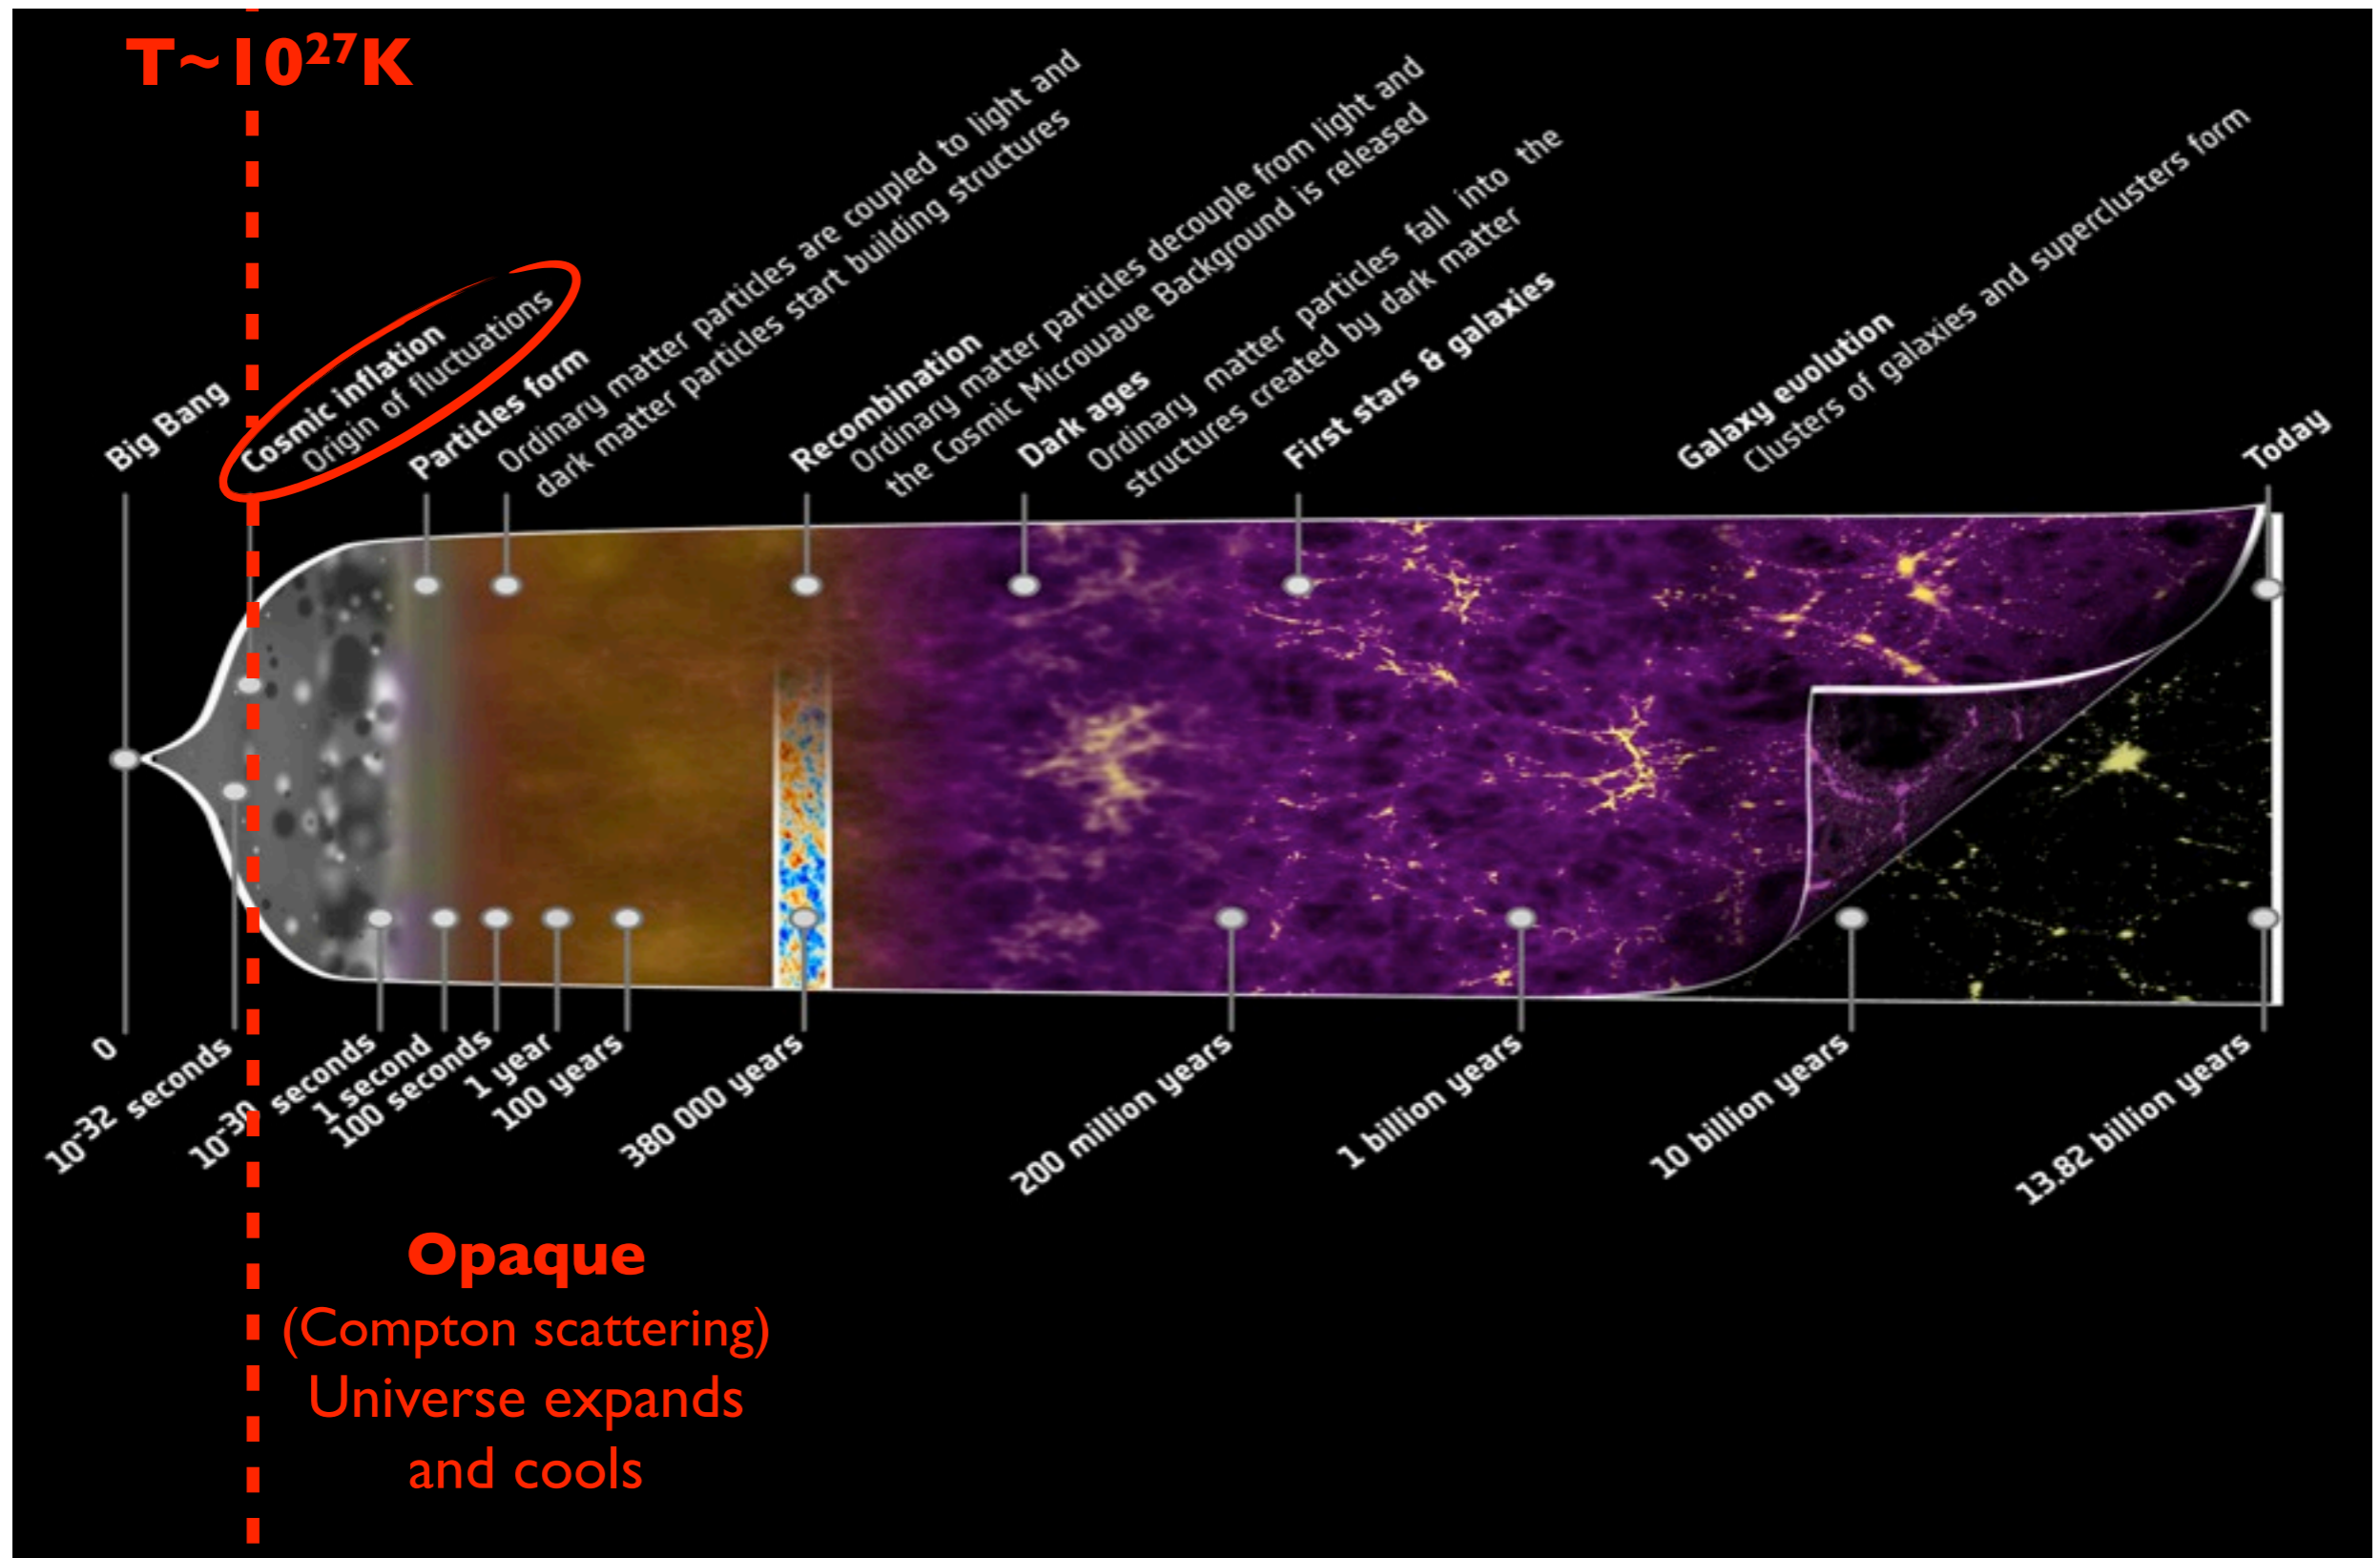 T~10²⁷K
Big Bang
Cosmic inflation
Origin of fluctuations
Particles form
Ordinary matter particles are coupled to light and
dark matter particles start building structures
Recombination
Ordinary matter particles decouple from light and
the Cosmic Microwave Background is released
Dark ages
Ordinary matter particles fall into the
structures created by dark matter
First stars & galaxies
Galaxy evolution
Clusters of galaxies and superclusters form
Today
0
10⁻³² seconds
10⁻³⁰ seconds
1 second
100 seconds
1 year
100 years
380 000 years
200 million years
1 billion years
10 billion years
13.82 billion years
Opaque
(Compton scattering)
Universe expands
and cools